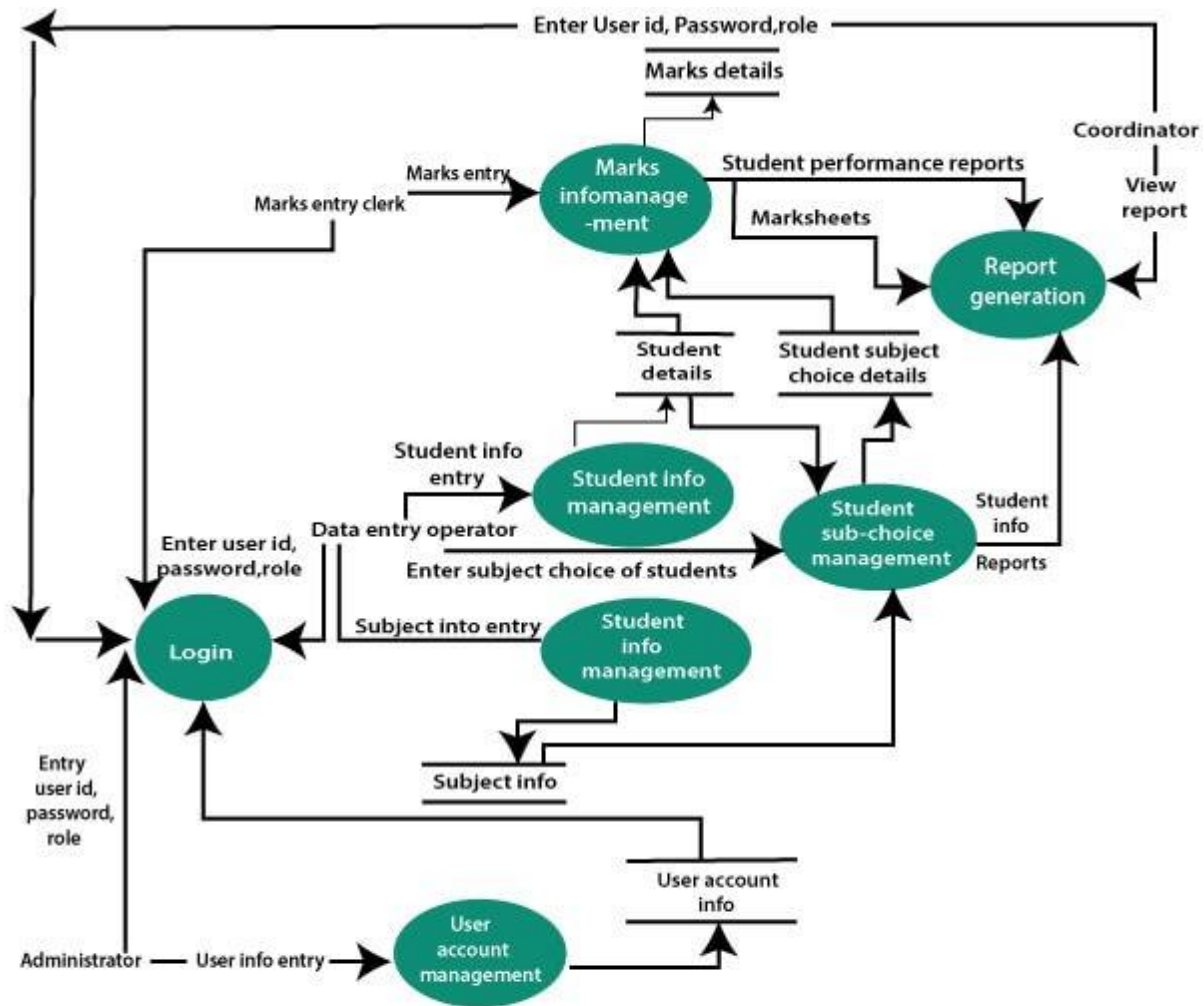 Enter User id, Password,role
Marks details
Coordinator
Marks
infomanage
-ment
Student performance reports
Marks entry
View
report
Marks entry clerk
Marksheets
Report
generation
Student
details
Student subject
choice details
Student info
entry
Student info
management
Student
sub-choice
management
Student
info
Reports
Data entry operator
Enter user id,
password,role
Enter subject choice of students
Subject into entry
Student
info
management
Login
Entry
user id,
password,
role
Subject info
User account
info
User
account
management
Administrator
User info entry